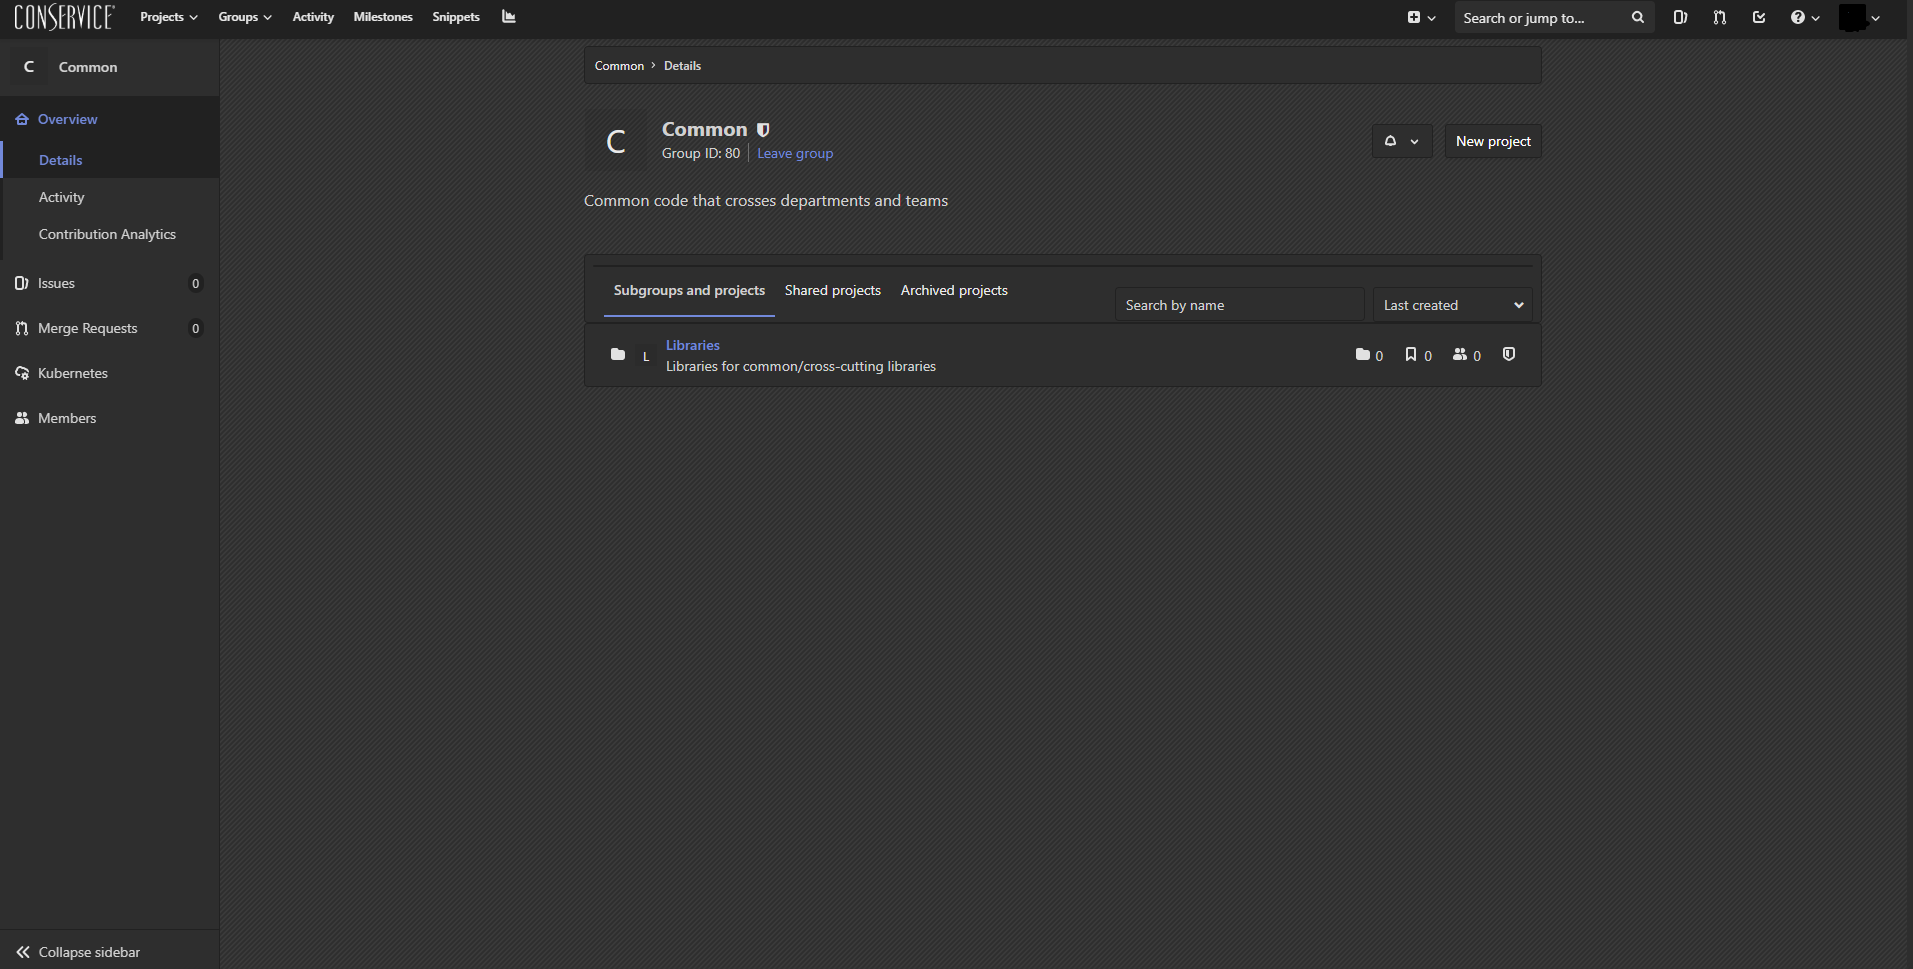 CONSERVICE®
Projects Groups Activity Milestones Snippets
Search or jump to...
C Common
Overview
Details
Activity
Contribution Analytics
Issues 0
Merge Requests 0
Kubernetes
Members
Collapse sidebar
Common › Details
C
Common
Group ID: 80 Leave group
New project
Common code that crosses departments and teams
Subgroups and projects Shared projects Archived projects
Search by name
Last created
L
Libraries
Libraries for common/cross-cutting libraries
0 0 0